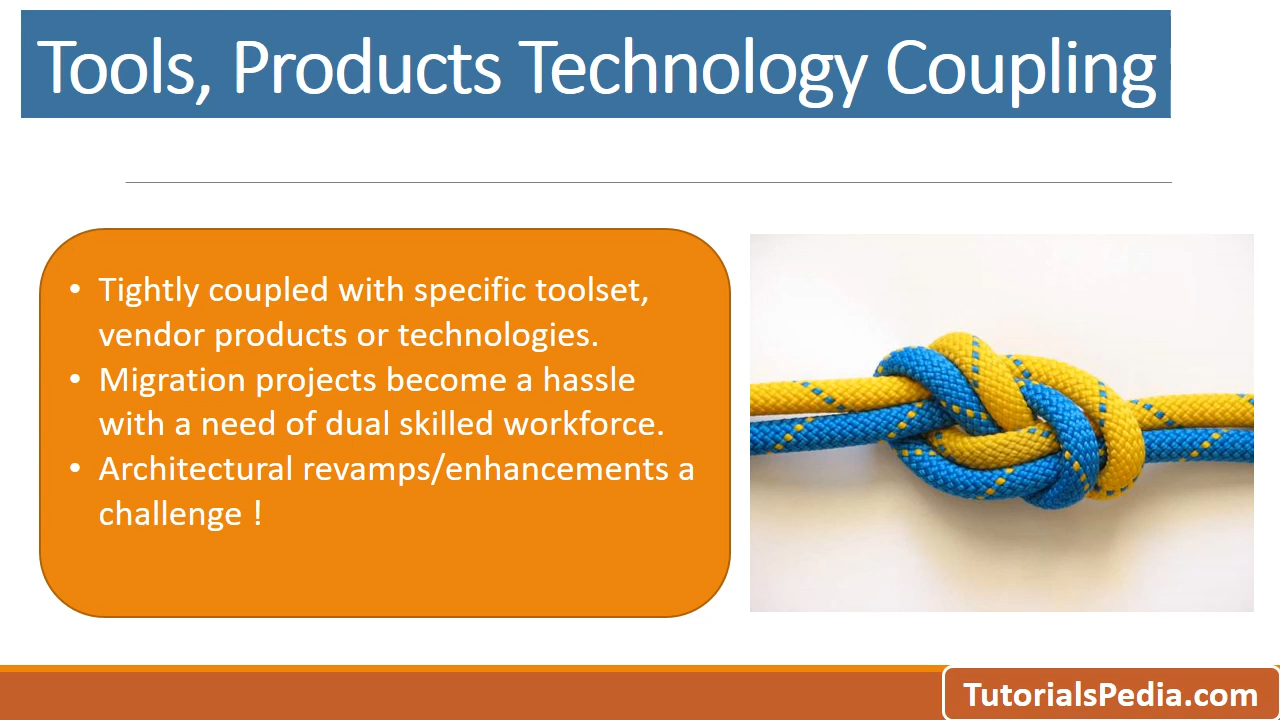 Tools, Products Technology Coupling
• Tightly coupled with specific toolset,
vendor products or technologies.
• Migration projects become a hassle
with a need of dual skilled workforce.
• Architectural revamps/enhancements a
challenge !
TutorialsPedia.com